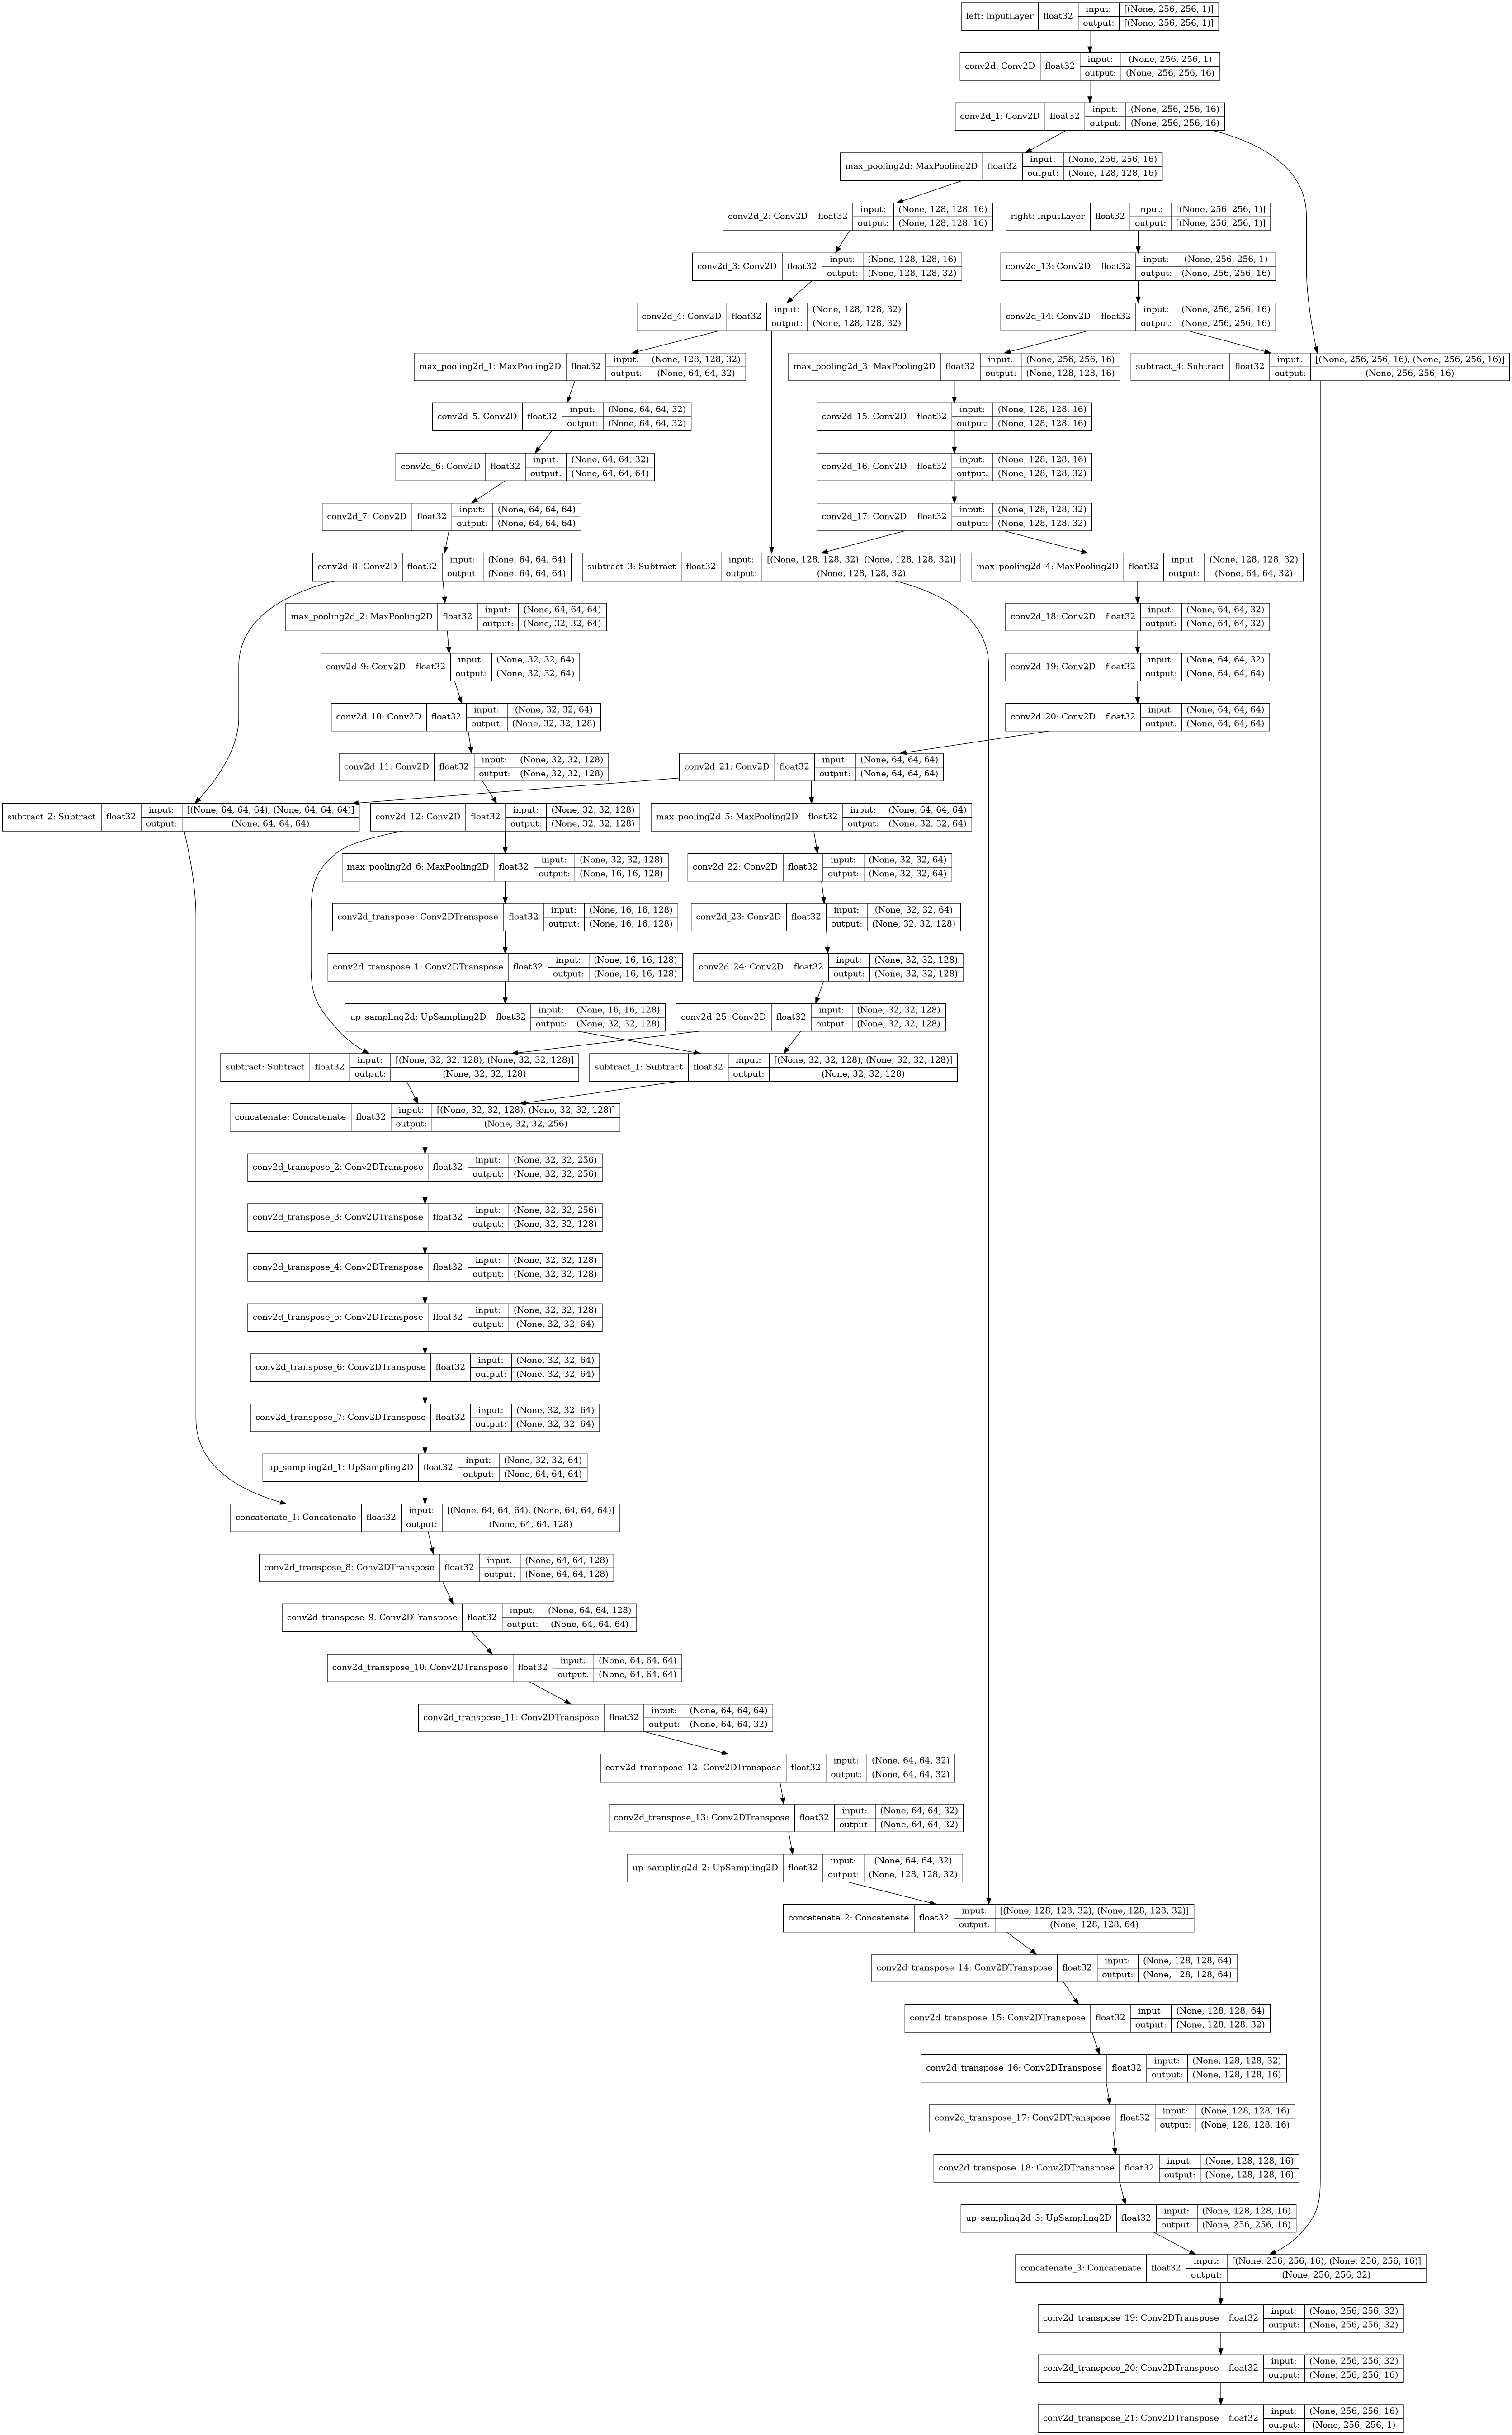 left: InputLayer float32 input: [(None, 256, 256, 1)]
output: [(None, 256, 256, 1)]
conv2d: Conv2D float32 input: (None, 256, 256, 1)
output: (None, 256, 256, 16)
conv2d_1: Conv2D float32 input: (None, 256, 256, 16)
output: (None, 256, 256, 16)
max_pooling2d: MaxPooling2D float32 input: (None, 256, 256, 16)
output: (None, 128, 128, 16)
conv2d_2: Conv2D float32 input: (None, 128, 128, 16)
output: (None, 128, 128, 16)
right: InputLayer float32 input: [(None, 256, 256, 1)]
output: [(None, 256, 256, 1)]
conv2d_3: Conv2D float32 input: (None, 128, 128, 16)
output: (None, 128, 128, 32)
conv2d_13: Conv2D float32 input: (None, 256, 256, 1)
output: (None, 256, 256, 16)
conv2d_4: Conv2D float32 input: (None, 128, 128, 32)
output: (None, 128, 128, 32)
conv2d_14: Conv2D float32 input: (None, 256, 256, 16)
output: (None, 256, 256, 16)
max_pooling2d_1: MaxPooling2D float32 input: (None, 128, 128, 32)
output: (None, 64, 64, 32)
max_pooling2d_3: MaxPooling2D float32 input: (None, 256, 256, 16)
output: (None, 128, 128, 16)
subtract_4: Subtract float32 input: [(None, 256, 256, 16), (None, 256, 256, 16)]
output: (None, 256, 256, 16)
conv2d_5: Conv2D float32 input: (None, 64, 64, 32)
output: (None, 64, 64, 32)
conv2d_15: Conv2D float32 input: (None, 128, 128, 16)
output: (None, 128, 128, 16)
conv2d_6: Conv2D float32 input: (None, 64, 64, 32)
output: (None, 64, 64, 64)
conv2d_16: Conv2D float32 input: (None, 128, 128, 16)
output: (None, 128, 128, 32)
conv2d_7: Conv2D float32 input: (None, 64, 64, 64)
output: (None, 64, 64, 64)
conv2d_17: Conv2D float32 input: (None, 128, 128, 32)
output: (None, 128, 128, 32)
conv2d_8: Conv2D float32 input: (None, 64, 64, 64)
output: (None, 64, 64, 64)
subtract_3: Subtract float32 input: [(None, 128, 128, 32), (None, 128, 128, 32)]
output: (None, 128, 128, 32)
max_pooling2d_4: MaxPooling2D float32 input: (None, 128, 128, 32)
output: (None, 64, 64, 32)
max_pooling2d_2: MaxPooling2D float32 input: (None, 64, 64, 64)
output: (None, 32, 32, 64)
conv2d_18: Conv2D float32 input: (None, 64, 64, 32)
output: (None, 64, 64, 32)
conv2d_9: Conv2D float32 input: (None, 32, 32, 64)
output: (None, 32, 32, 64)
conv2d_19: Conv2D float32 input: (None, 64, 64, 32)
output: (None, 64, 64, 64)
conv2d_10: Conv2D float32 input: (None, 32, 32, 64)
output: (None, 32, 32, 128)
conv2d_20: Conv2D float32 input: (None, 64, 64, 64)
output: (None, 64, 64, 64)
conv2d_11: Conv2D float32 input: (None, 32, 32, 128)
output: (None, 32, 32, 128)
conv2d_21: Conv2D float32 input: (None, 64, 64, 64)
output: (None, 64, 64, 64)
subtract_2: Subtract float32 input: [(None, 64, 64, 64), (None, 64, 64, 64)]
output: (None, 64, 64, 64)
conv2d_12: Conv2D float32 input: (None, 32, 32, 128)
output: (None, 32, 32, 128)
max_pooling2d_5: MaxPooling2D float32 input: (None, 64, 64, 64)
output: (None, 32, 32, 64)
max_pooling2d_6: MaxPooling2D float32 input: (None, 32, 32, 128)
output: (None, 16, 16, 128)
conv2d_22: Conv2D float32 input: (None, 32, 32, 64)
output: (None, 32, 32, 64)
conv2d_transpose: Conv2DTranspose float32 input: (None, 16, 16, 128)
output: (None, 16, 16, 128)
conv2d_23: Conv2D float32 input: (None, 32, 32, 64)
output: (None, 32, 32, 128)
conv2d_transpose_1: Conv2DTranspose float32 input: (None, 16, 16, 128)
output: (None, 16, 16, 128)
conv2d_24: Conv2D float32 input: (None, 32, 32, 128)
output: (None, 32, 32, 128)
up_sampling2d: UpSampling2D float32 input: (None, 16, 16, 128)
output: (None, 32, 32, 128)
conv2d_25: Conv2D float32 input: (None, 32, 32, 128)
output: (None, 32, 32, 128)
subtract: Subtract float32 input: [(None, 32, 32, 128), (None, 32, 32, 128)]
output: (None, 32, 32, 128)
subtract_1: Subtract float32 input: [(None, 32, 32, 128), (None, 32, 32, 128)]
output: (None, 32, 32, 128)
concatenate: Concatenate float32 input: [(None, 32, 32, 128), (None, 32, 32, 128)]
output: (None, 32, 32, 256)
conv2d_transpose_2: Conv2DTranspose float32 input: (None, 32, 32, 256)
output: (None, 32, 32, 256)
conv2d_transpose_3: Conv2DTranspose float32 input: (None, 32, 32, 256)
output: (None, 32, 32, 128)
conv2d_transpose_4: Conv2DTranspose float32 input: (None, 32, 32, 128)
output: (None, 32, 32, 128)
conv2d_transpose_5: Conv2DTranspose float32 input: (None, 32, 32, 128)
output: (None, 32, 32, 64)
conv2d_transpose_6: Conv2DTranspose float32 input: (None, 32, 32, 64)
output: (None, 32, 32, 64)
conv2d_transpose_7: Conv2DTranspose float32 input: (None, 32, 32, 64)
output: (None, 32, 32, 64)
up_sampling2d_1: UpSampling2D float32 input: (None, 32, 32, 64)
output: (None, 64, 64, 64)
concatenate_1: Concatenate float32 input: [(None, 64, 64, 64), (None, 64, 64, 64)]
output: (None, 64, 64, 128)
conv2d_transpose_8: Conv2DTranspose float32 input: (None, 64, 64, 128)
output: (None, 64, 64, 128)
conv2d_transpose_9: Conv2DTranspose float32 input: (None, 64, 64, 128)
output: (None, 64, 64, 64)
conv2d_transpose_10: Conv2DTranspose float32 input: (None, 64, 64, 64)
output: (None, 64, 64, 64)
conv2d_transpose_11: Conv2DTranspose float32 input: (None, 64, 64, 64)
output: (None, 64, 64, 32)
conv2d_transpose_12: Conv2DTranspose float32 input: (None, 64, 64, 32)
output: (None, 64, 64, 32)
conv2d_transpose_13: Conv2DTranspose float32 input: (None, 64, 64, 32)
output: (None, 64, 64, 32)
up_sampling2d_2: UpSampling2D float32 input: (None, 64, 64, 32)
output: (None, 128, 128, 32)
concatenate_2: Concatenate float32 input: [(None, 128, 128, 32), (None, 128, 128, 32)]
output: (None, 128, 128, 64)
conv2d_transpose_14: Conv2DTranspose float32 input: (None, 128, 128, 64)
output: (None, 128, 128, 64)
conv2d_transpose_15: Conv2DTranspose float32 input: (None, 128, 128, 64)
output: (None, 128, 128, 32)
conv2d_transpose_16: Conv2DTranspose float32 input: (None, 128, 128, 32)
output: (None, 128, 128, 16)
conv2d_transpose_17: Conv2DTranspose float32 input: (None, 128, 128, 16)
output: (None, 128, 128, 16)
conv2d_transpose_18: Conv2DTranspose float32 input: (None, 128, 128, 16)
output: (None, 128, 128, 16)
up_sampling2d_3: UpSampling2D float32 input: (None, 128, 128, 16)
output: (None, 256, 256, 16)
concatenate_3: Concatenate float32 input: [(None, 256, 256, 16), (None, 256, 256, 16)]
output: (None, 256, 256, 32)
conv2d_transpose_19: Conv2DTranspose float32 input: (None, 256, 256, 32)
output: (None, 256, 256, 32)
conv2d_transpose_20: Conv2DTranspose float32 input: (None, 256, 256, 32)
output: (None, 256, 256, 16)
conv2d_transpose_21: Conv2DTranspose float32 input: (None, 256, 256, 16)
output: (None, 256, 256, 1)